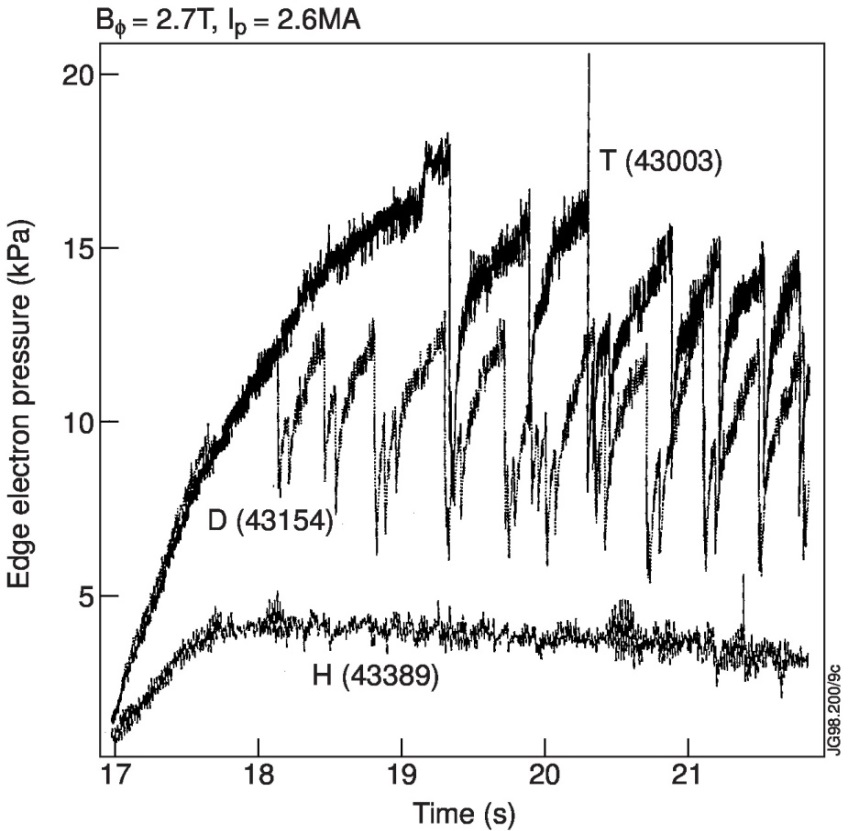 Bϕ = 2.7T, Ip = 2.6MA
20
15
10
5
Edge electron pressure (kPa)
T (43003)
D (43154)
H (43389)
17
18
19
20
21
Time (s)
JG98.200/9c